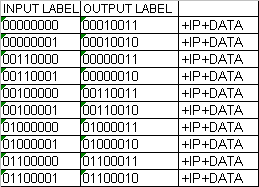 INPUT LABEL OUTPUT LABEL
00000000 00010011 +IP+DATA
00000001 00010010 +IP+DATA
00110000 00000011 +IP+DATA
00110001 00000010 +IP+DATA
00100000 00110011 +IP+DATA
00100001 00110010 +IP+DATA
01000000 01000011 +IP+DATA
01000001 01000010 +IP+DATA
01100000 01100011 +IP+DATA
01100001 01100010 +IP+DATA